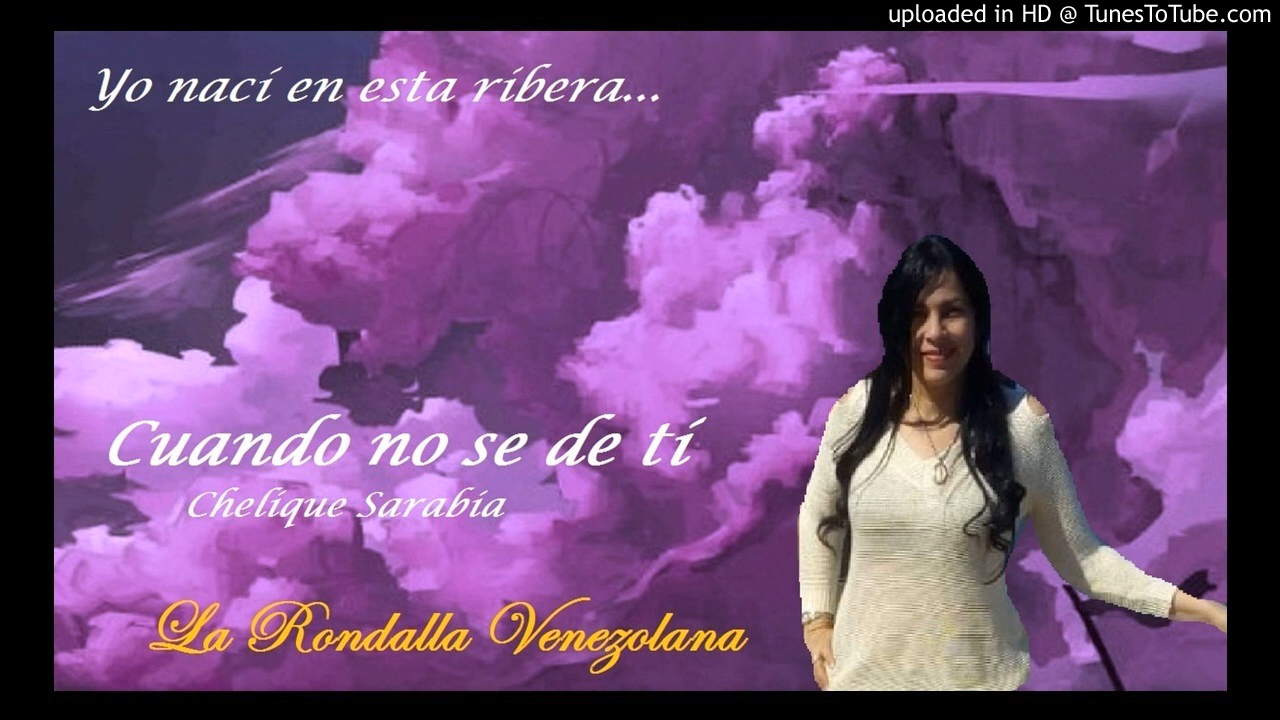 uploaded in HD @ TunesToTube.com
Yo nací en esta ribera...
Cuando no se de tí
Chelique Sarabia
La Rondalla Venezolana